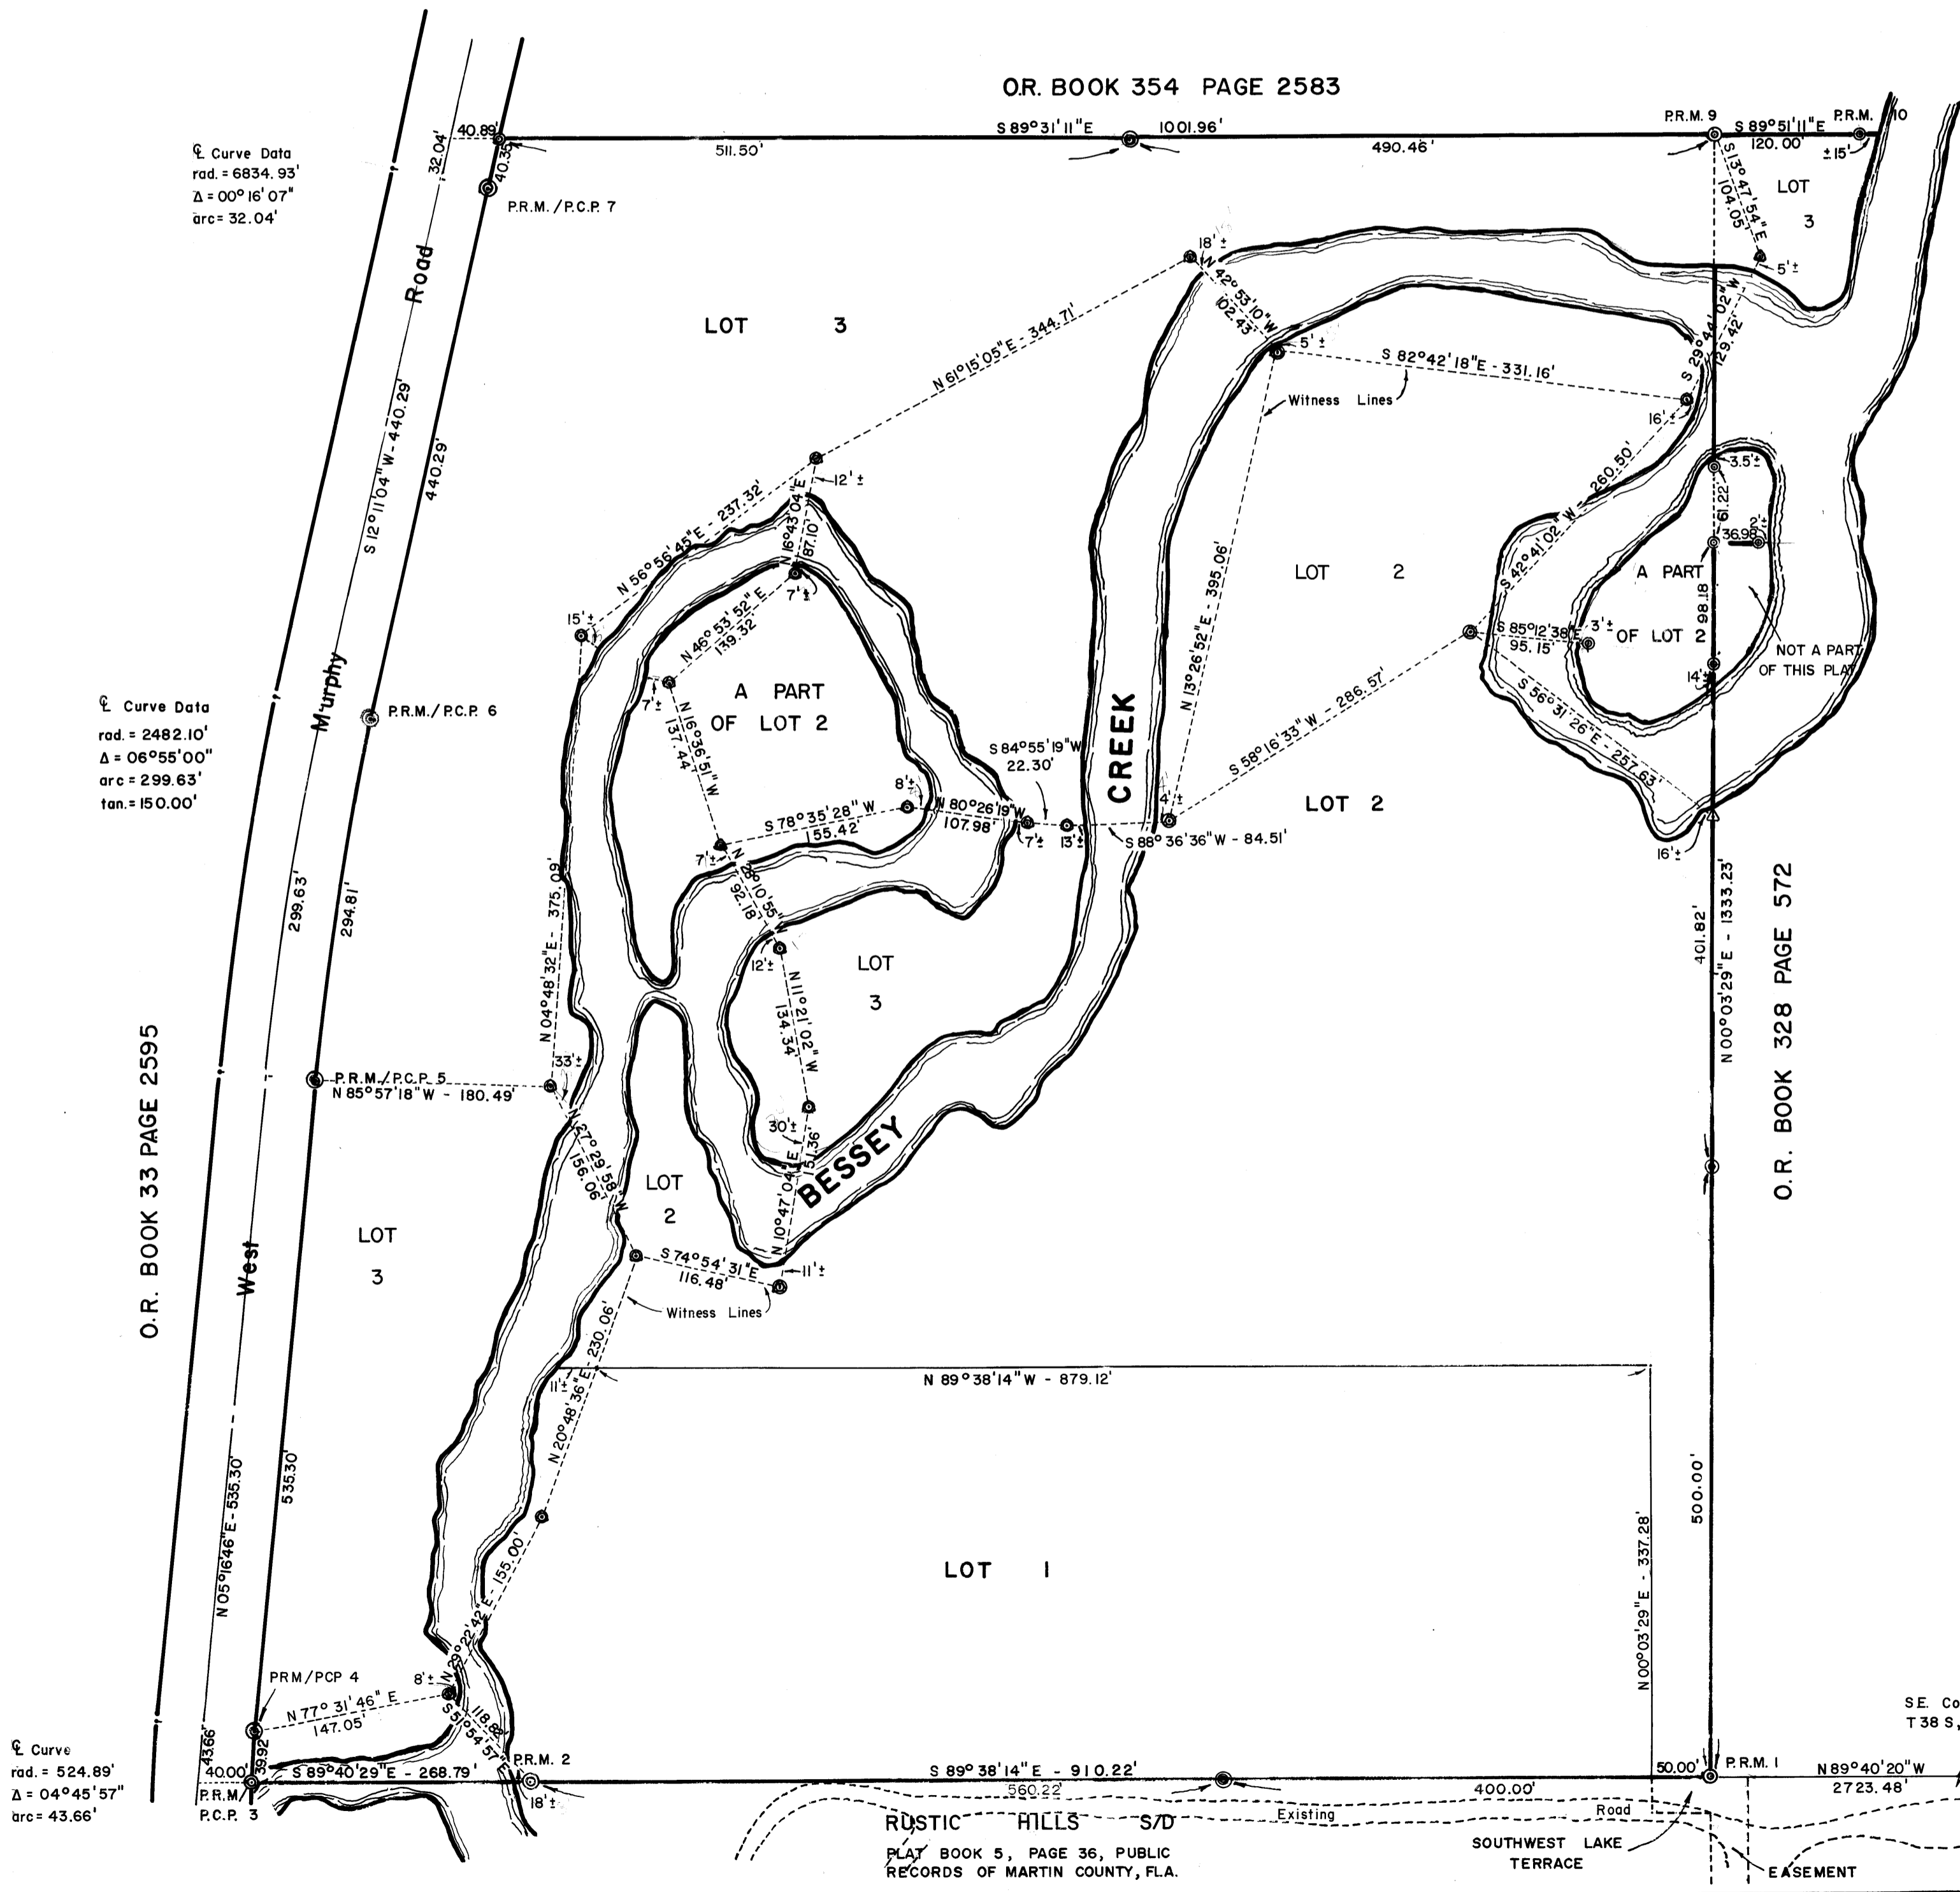 O.R. BOOK 354 PAGE 2583
℄ Curve Data
rad. = 6834.93'
Δ = 00° 16' 07"
arc = 32.04'
32.04'
40.89'
40.35'
P.R.M./P.C.P. 7
S 89°31'11"E 1001.96'
511.50'
490.46'
P.R.M. 9
S 89°51'11"E
120.00'
P.R.M. 10
±15'
S 13°47'54"E
104.05'
LOT
3
5'±
S 29°44'02"W
129.42'
Road
S 12°11'04"W - 440.29'
440.29'
LOT 3
N 61°15'05"E - 344.71'
18'±
N 42°53'10"W
102.43'
5'±
S 82°42'18"E - 331.16'
Witness Lines
16'±
S 42°41'02"W - 260.50'
3.5'±
61.22'
36.98'
2'±
A PART
OF LOT 2
98.18'
NOT A PART
OF THIS PLAT
14'±
3'±
S 85°12'38"E
95.15'
S 56°31'26"E - 257.63'
16'±
LOT 2
N 13°26'52"E - 395.06'
S 58°16'33"W - 286.57'
LOT 2
4'±
S 88°36'36"W - 84.51'
13'±
S 84°55'19"W
22.30'
7'±
N 80°26'19"W
107.98'
8'±
12'±
N 16°43'04"E
87.10'
N 56°56'45"E - 237.32'
15'±
7'±
N 46°53'52"E
139.32'
7'±
A PART
OF LOT 2
N 16°36'51"W
137.44'
S 78°35'28"W
155.42'
7'±
N 28°10'55"W
92.18'
12'±
LOT
3
N 11°21'02"W
134.34'
30'±
N 10°47'04"E
151.36'
BESSEY
CREEK
℄ Curve Data
rad. = 2482.10'
Δ = 06°55'00"
arc = 299.63'
tan. = 150.00'
Murphy
P.R.M./P.C.P. 6
299.63'
294.81'
N 04°48'32"E - 375.09'
33'±
P.R.M./P.C.P. 5
N 85°57'18"W - 180.49'
N 27°29'58"W
156.06'
LOT
2
S 74°54'31"E
116.48'
11'±
Witness Lines
O.R. BOOK 33 PAGE 2595
West
LOT
3
O.R. BOOK 328 PAGE 572
401.82'
N 00°03'29"E - 1333.23'
N 20°48'36"E - 230.06'
11'±
N 89°38'14"W - 879.12'
N 05°16'46"E - 535.30'
535.30'
LOT 1
500.00'
N 00°03'29"E - 337.28'
N 29°22'42"E - 155.00'
8'±
PRM/PCP 4
N 77°31'46"E
147.05'
118.82'
S 51°54'57"
℄ Curve
rad. = 524.89'
Δ = 04°45'57"
arc = 43.66'
43.66'
39.92'
40.00'
S 89°40'29"E - 268.79'
P.R.M/
P.C.P. 3
P.R.M. 2
18'±
S 89°38'14"E - 910.22'
560.22'
400.00'
50.00'
P.R.M. 1
N 89°40'20"W
2723.48'
S.E. Co
T 38 S,
Existing Road
RUSTIC HILLS S/D
PLAT BOOK 5, PAGE 36, PUBLIC
RECORDS OF MARTIN COUNTY, FLA.
SOUTHWEST LAKE
TERRACE
EASEMENT